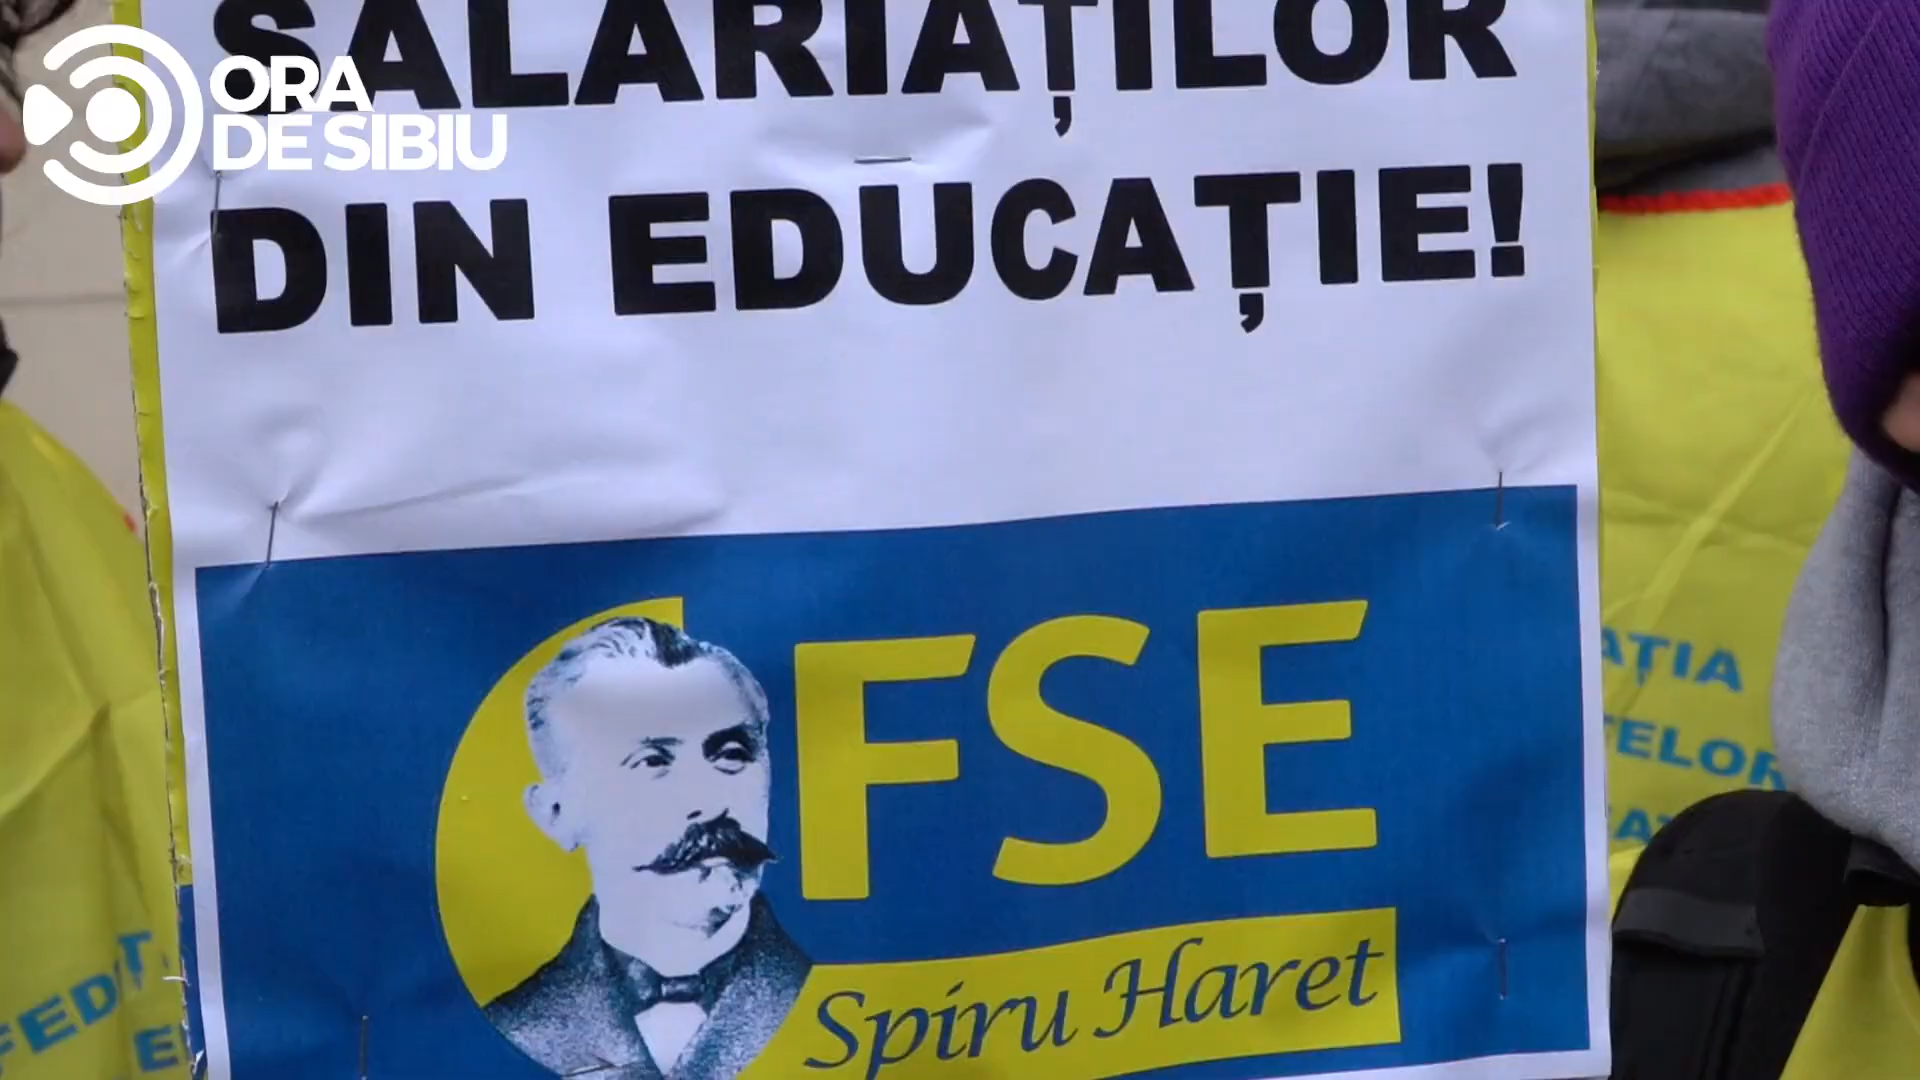 ORA
DE SIBIU
SALARIAȚILOR
DIN EDUCAȚIE!
FSE
Spiru Haret